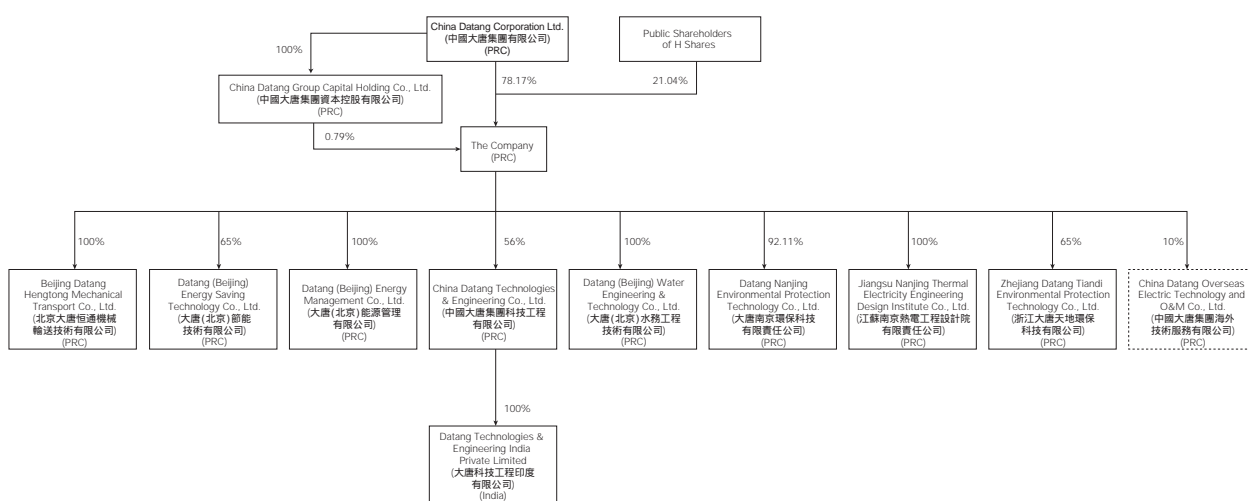 China Datang Corporation Ltd.
(中國大唐集團有限公司)
(PRC)
Public Shareholders
of H Shares
100%
78.17%
21.04%
China Datang Group Capital Holding Co., Ltd.
(中國大唐集團資本控股有限公司)
(PRC)
0.79%
The Company
(PRC)
100%
65%
100%
56%
100%
92.11%
100%
65%
10%
Beijing Datang
Hengtong Mechanical
Transport Co., Ltd.
(北京大唐恒通機械
輸送技術有限公司)
(PRC)
Datang (Beijing)
Energy Saving
Technology Co., Ltd.
(大唐(北京)節能
技術有限公司)
(PRC)
Datang (Beijing) Energy
Management Co., Ltd.
(大唐(北京)能源管理
有限公司)
(PRC)
China Datang Technologies
& Engineering Co., Ltd.
(中國大唐集團科技工程
有限公司)
(PRC)
Datang (Beijing) Water
Engineering &
Technology Co., Ltd.
(大唐(北京)水務工程
技術有限公司)
(PRC)
Datang Nanjing
Environmental Protection
Technology Co., Ltd.
(大唐南京環保科技
有限責任公司)
(PRC)
Jiangsu Nanjing Thermal
Electricity Engineering
Design Institute Co., Ltd.
(江蘇南京熱電工程設計院
有限責任公司)
(PRC)
Zhejiang Datang Tiandi
Environmental Protection
Technology Co., Ltd.
(浙江大唐天地環保
科技有限公司)
(PRC)
China Datang Overseas
Electric Technology and
O&M Co., Ltd.
(中國大唐集團海外
技術服務有限公司)
(PRC)
100%
Datang Technologies &
Engineering India
Private Limited
(大唐科技工程印度
有限公司)
(India)